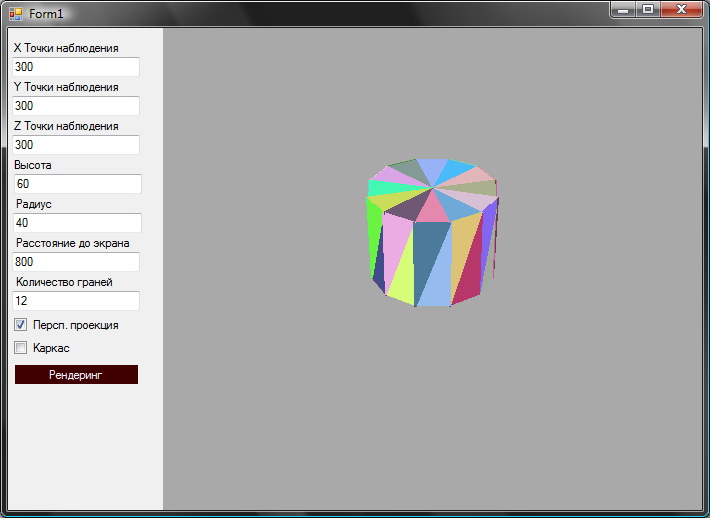 Form1
X Точки наблюдения
300
Y Точки наблюдения
300
Z Точки наблюдения
300
Высота
60
Радиус
40
Расстояние до экрана
800
Количество граней
12
Персп. проекция
Каркас
Рендеринг